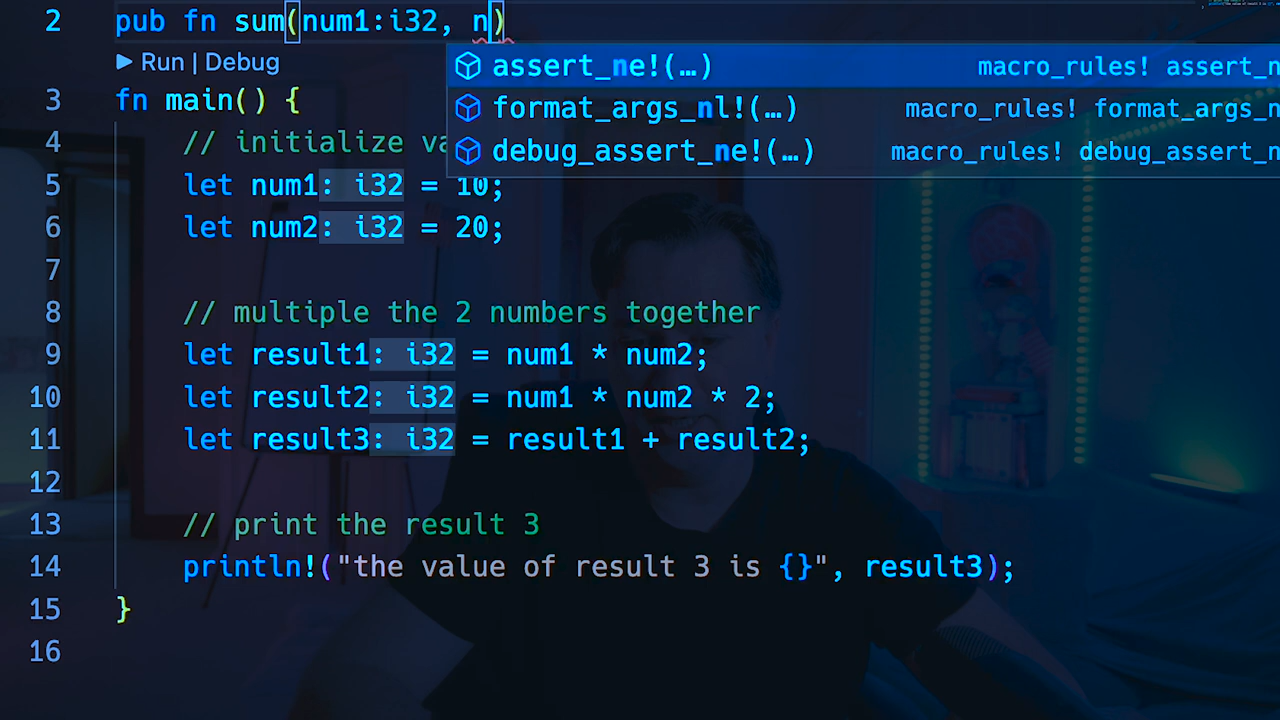 2 pub fn sum(num1:i32, n)
▶ Run | Debug
assert_ne!(…) macro_rules! assert_n
format_args_nl!(…) macro_rules! format_args_n
debug_assert_ne!(…) macro_rules! debug_assert_n
3 fn main() {
4 // initialize va
5 let num1: i32 = 10;
6 let num2: i32 = 20;
7
8 // multiple the 2 numbers together
9 let result1: i32 = num1 * num2;
10 let result2: i32 = num1 * num2 * 2;
11 let result3: i32 = result1 + result2;
12
13 // print the result 3
14 println!("the value of result 3 is {}", result3);
15 }
16